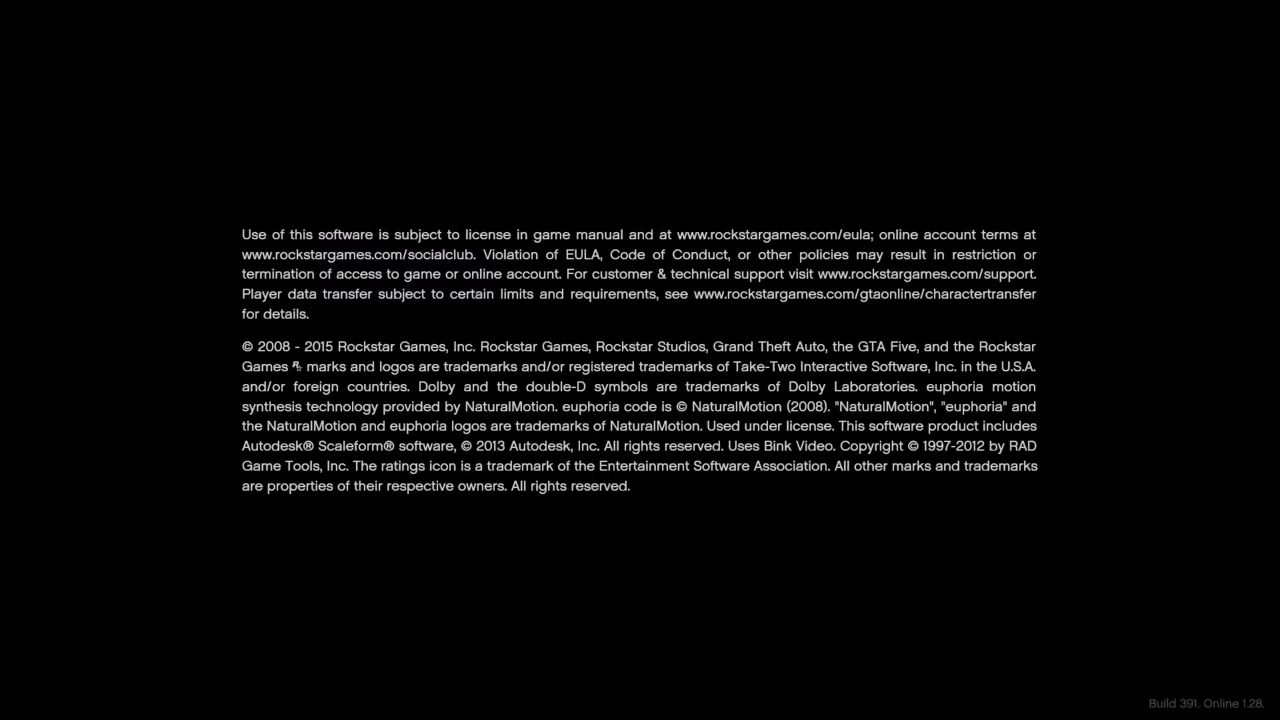 Use of this software is subject to license in game manual and at www.rockstargames.com/eula; online account terms at
www.rockstargames.com/socialclub. Violation of EULA, Code of Conduct, or other policies may result in restriction or
termination of access to game or online account. For customer & technical support visit www.rockstargames.com/support.
Player data transfer subject to certain limits and requirements, see www.rockstargames.com/gtaonline/charactertransfer
for details.
© 2008 - 2015 Rockstar Games, Inc. Rockstar Games, Rockstar Studios, Grand Theft Auto, the GTA Five, and the Rockstar
Games R* marks and logos are trademarks and/or registered trademarks of Take-Two Interactive Software, Inc. in the U.S.A.
and/or foreign countries. Dolby and the double-D symbols are trademarks of Dolby Laboratories. euphoria motion
synthesis technology provided by NaturalMotion. euphoria code is © NaturalMotion (2008). "NaturalMotion", "euphoria" and
the NaturalMotion and euphoria logos are trademarks of NaturalMotion. Used under license. This software product includes
Autodesk® Scaleform® software, © 2013 Autodesk, Inc. All rights reserved. Uses Bink Video. Copyright © 1997-2012 by RAD
Game Tools, Inc. The ratings icon is a trademark of the Entertainment Software Association. All other marks and trademarks
are properties of their respective owners. All rights reserved.
Build 391. Online 1.28.